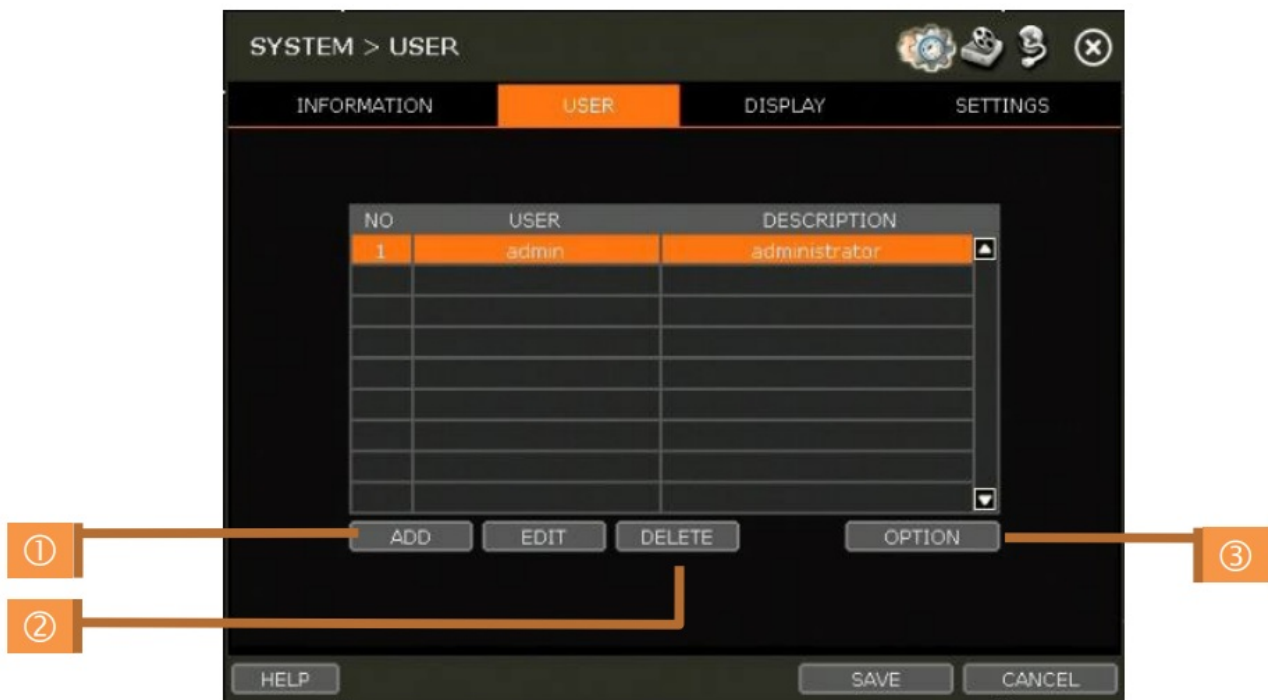 SYSTEM > USER
INFORMATION USER DISPLAY SETTINGS
NO USER DESCRIPTION
1 admin administrator
ADD EDIT DELETE OPTION
①
③
②
HELP SAVE CANCEL